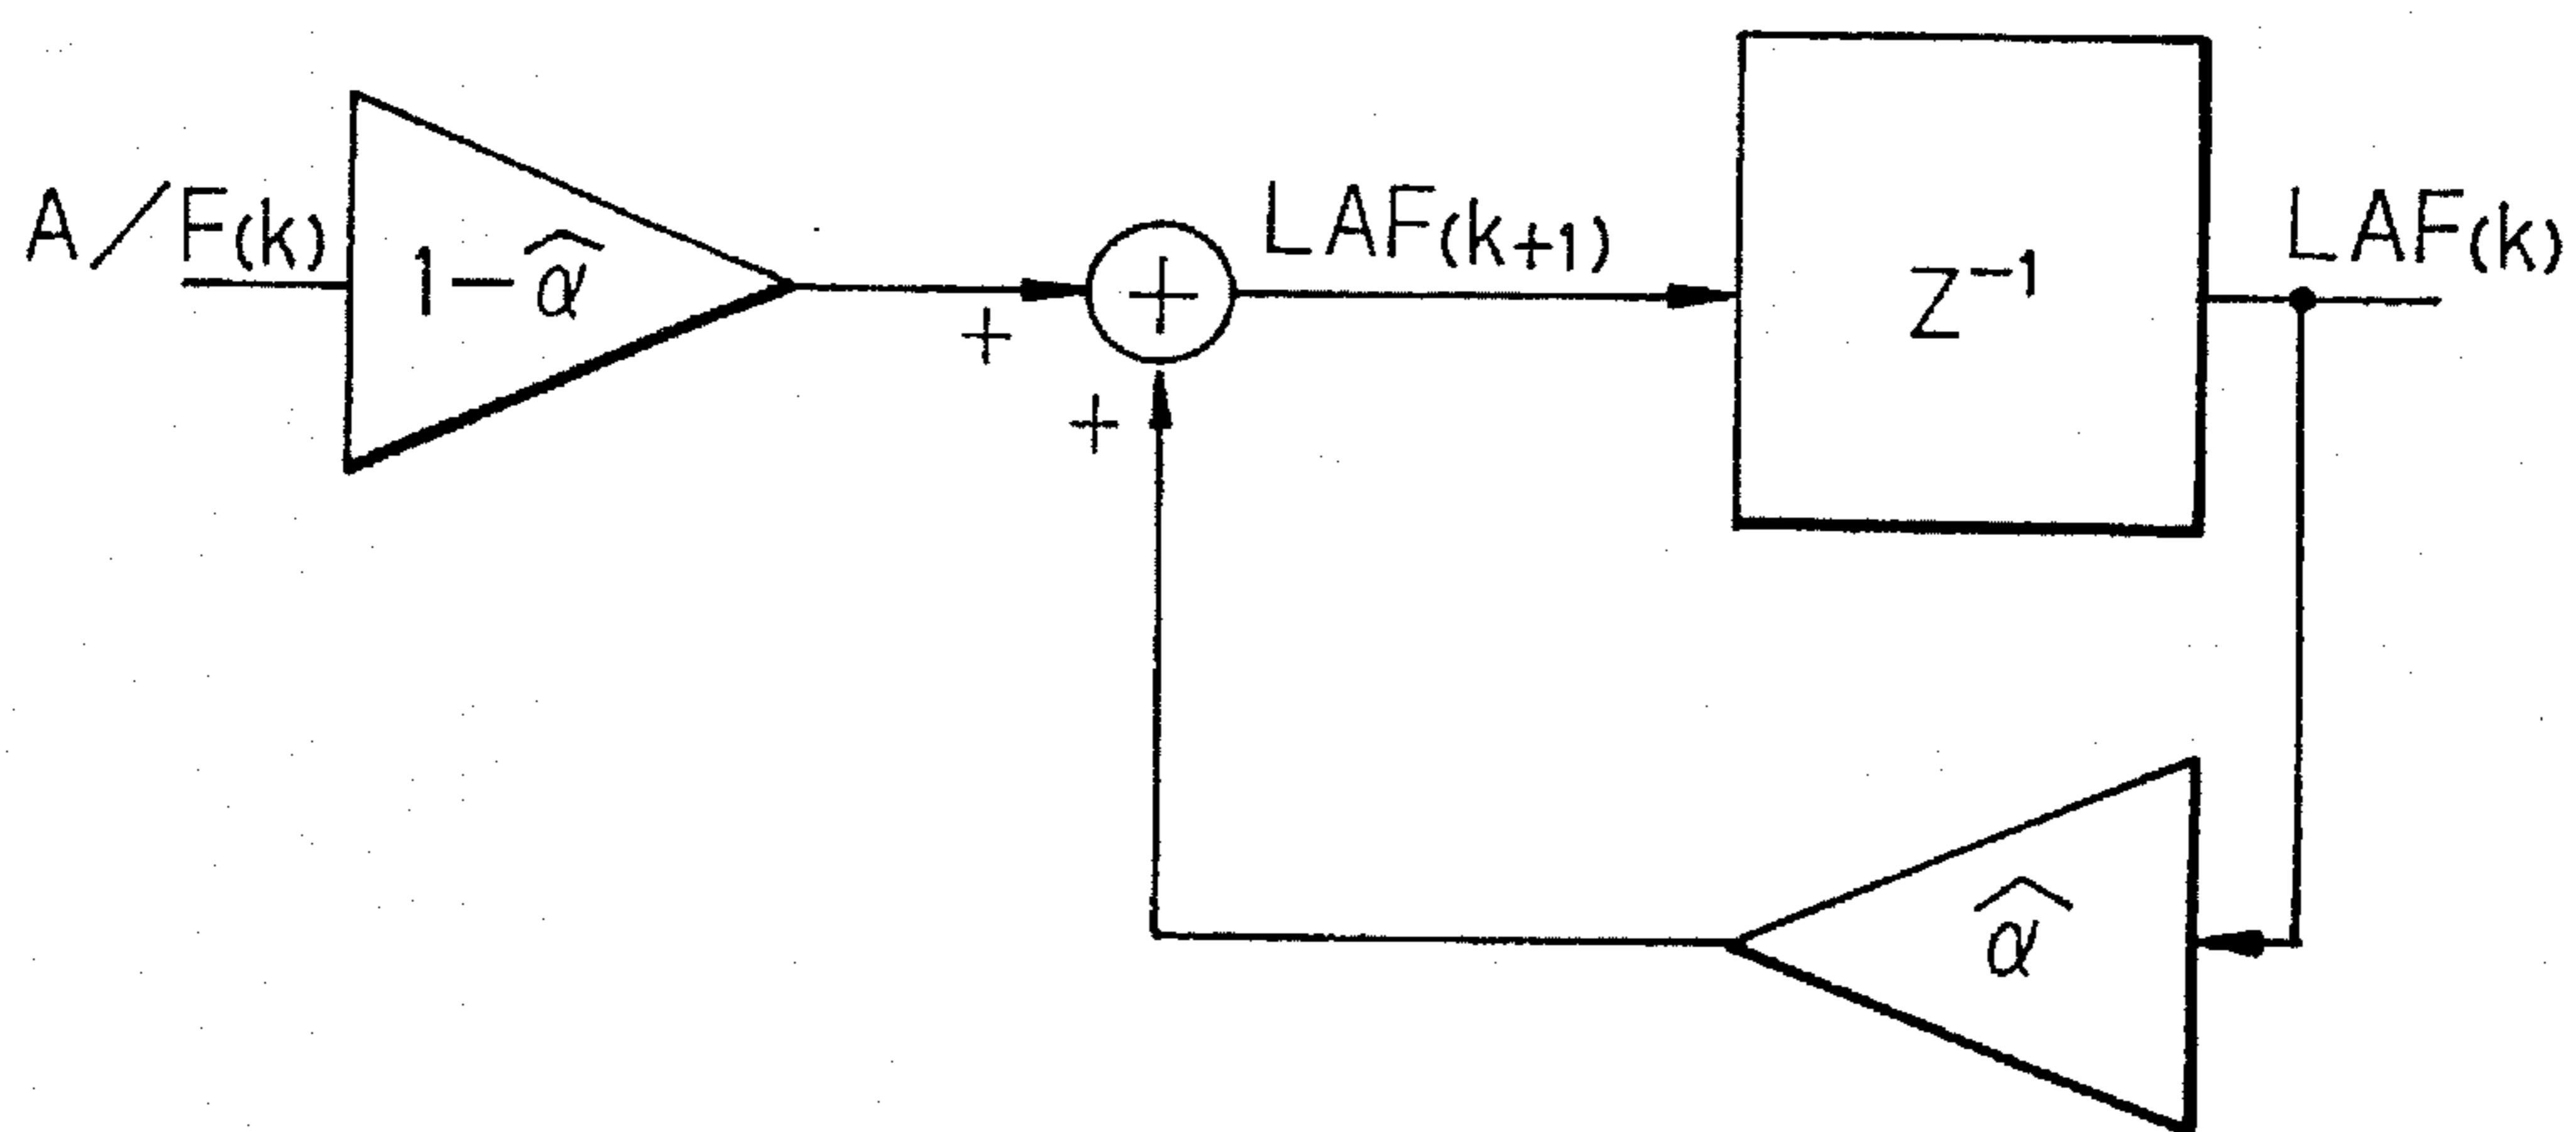 A/F(k)
1-α̂
+
+
+
LAF(k+1)
Z⁻¹
LAF(k)
α̂